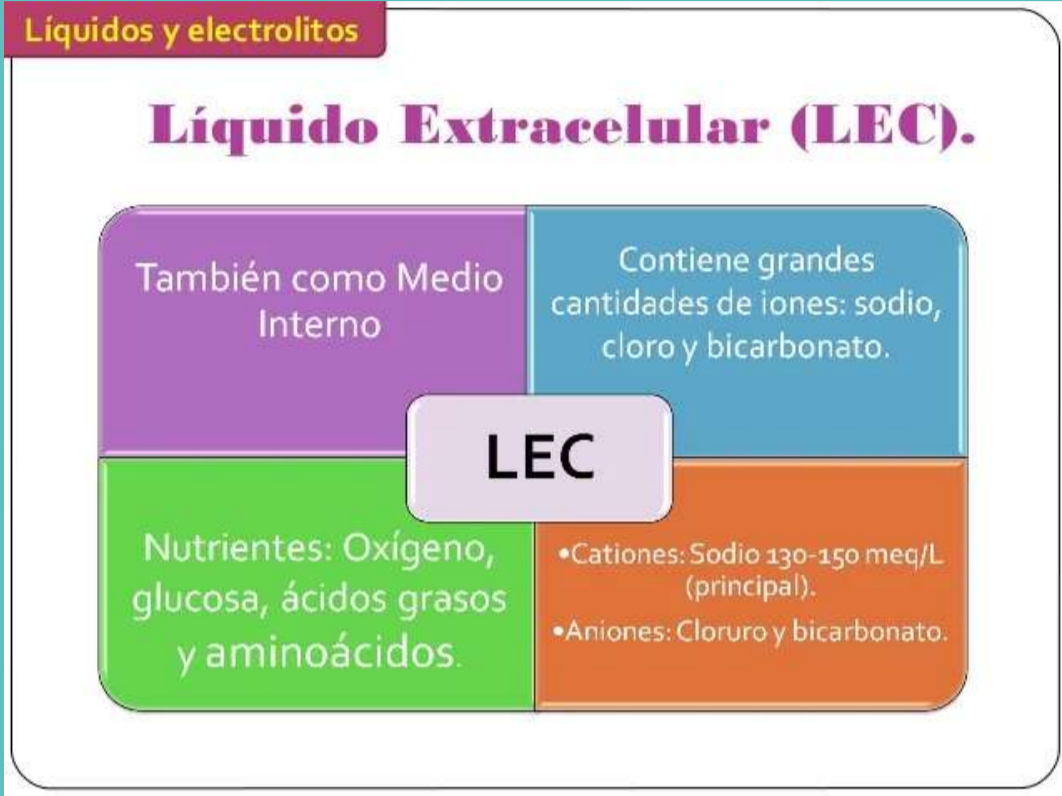 Líquidos y electrolitos
Líquido Extracelular (LEC).
También como Medio
Interno
Contiene grandes
cantidades de iones: sodio,
cloro y bicarbonato.
LEC
Nutrientes: Oxígeno,
glucosa, ácidos grasos
y aminoácidos.
•Cationes: Sodio 130-150 meq/L
(principal).
•Aniones: Cloruro y bicarbonato.